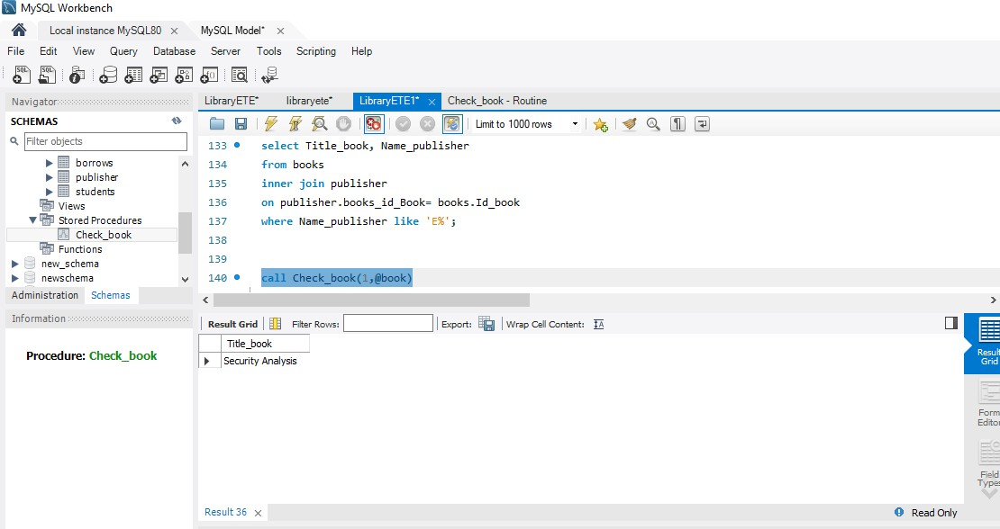 MySQL Workbench
Local instance MySQL80 × MySQL Model* ×
File Edit View Query Database Server Tools Scripting Help
Navigator
SCHEMAS
Filter objects
borrows
publisher
students
Views
Stored Procedures
Check_book
Functions
new_schema
newschema
Administration Schemas
Information
Procedure: Check_book
LibraryETE* libraryete* LibraryETE1* × Check_book - Routine
Limit to 1000 rows
133 select Title_book, Name_publisher
134 from books
135 inner join publisher
136 on publisher.books_id_Book= books.Id_book
137 where Name_publisher like 'E%';
138
139
140 call Check_book(1,@book)
Result Grid Filter Rows: Export: Wrap Cell Content:
Title_book
Security Analysis
Result
Grid
Form
Editor
Field
Types
Result 36 × Read Only